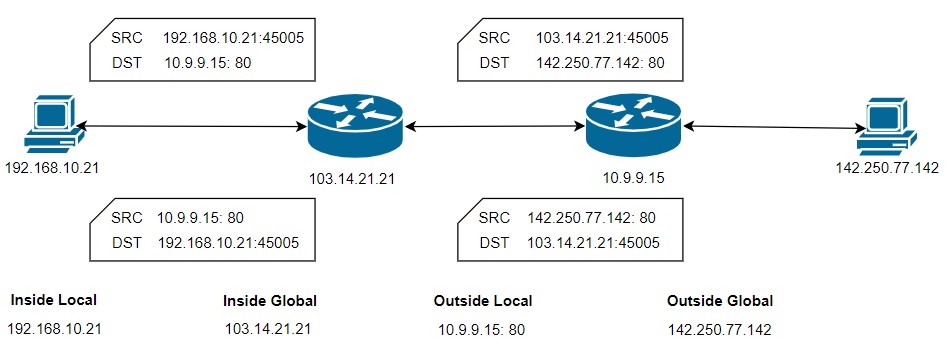 SRC 192.168.10.21:45005
DST 10.9.9.15: 80
SRC 103.14.21.21:45005
DST 142.250.77.142: 80
192.168.10.21
103.14.21.21
10.9.9.15
142.250.77.142
SRC 10.9.9.15: 80
DST 192.168.10.21:45005
SRC 142.250.77.142: 80
DST 103.14.21.21:45005
Inside Local Inside Global Outside Local Outside Global
192.168.10.21 103.14.21.21 10.9.9.15: 80 142.250.77.142